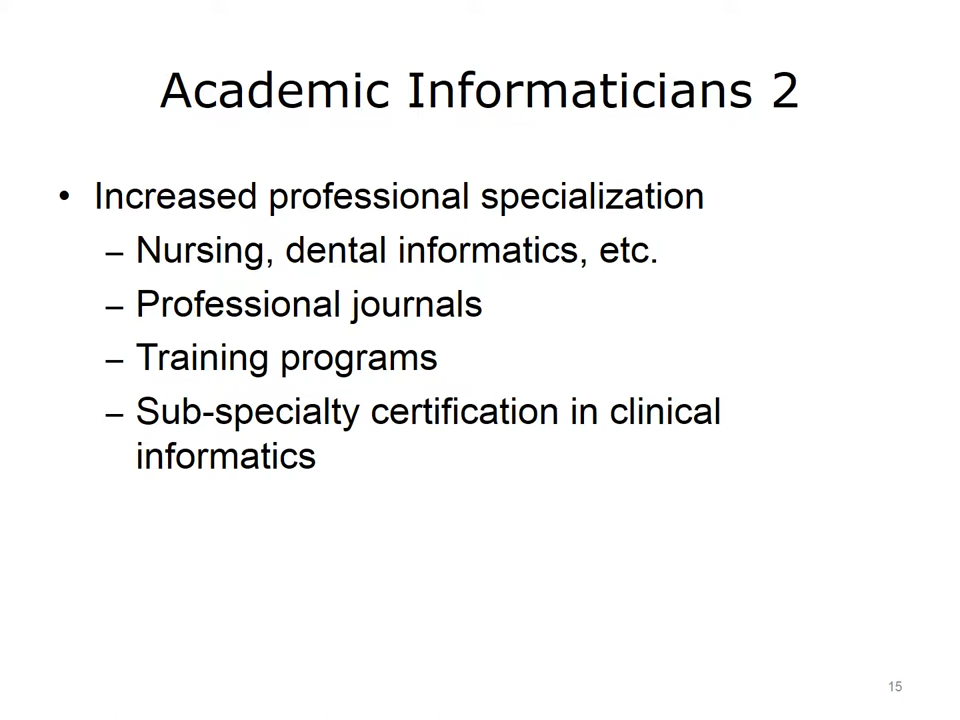 Academic Informaticians 2
• Increased professional specialization
– Nursing, dental informatics, etc.
– Professional journals
– Training programs
– Sub-specialty certification in clinical
informatics
15